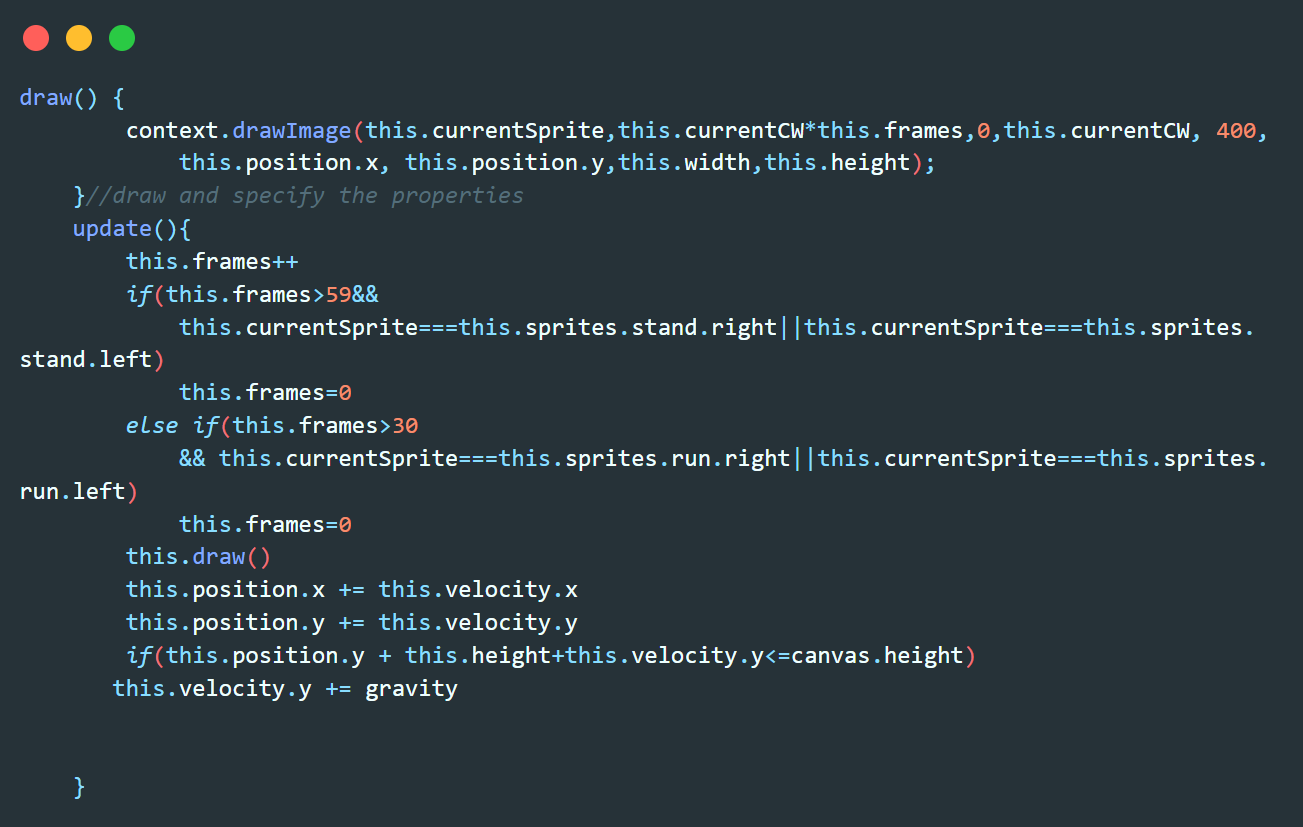 draw() {
        context.drawImage(this.currentSprite,this.currentCW*this.frames,0,this.currentCW, 400,
            this.position.x, this.position.y,this.width,this.height);
    }//draw and specify the properties
    update(){
        this.frames++
        if(this.frames>59&&
            this.currentSprite===this.sprites.stand.right||this.currentSprite===this.sprites.
stand.left)
            this.frames=0
        else if(this.frames>30
            && this.currentSprite===this.sprites.run.right||this.currentSprite===this.sprites.
run.left)
            this.frames=0
        this.draw()
        this.position.x += this.velocity.x
        this.position.y += this.velocity.y
        if(this.position.y + this.height+this.velocity.y<=canvas.height)
       this.velocity.y += gravity
    }